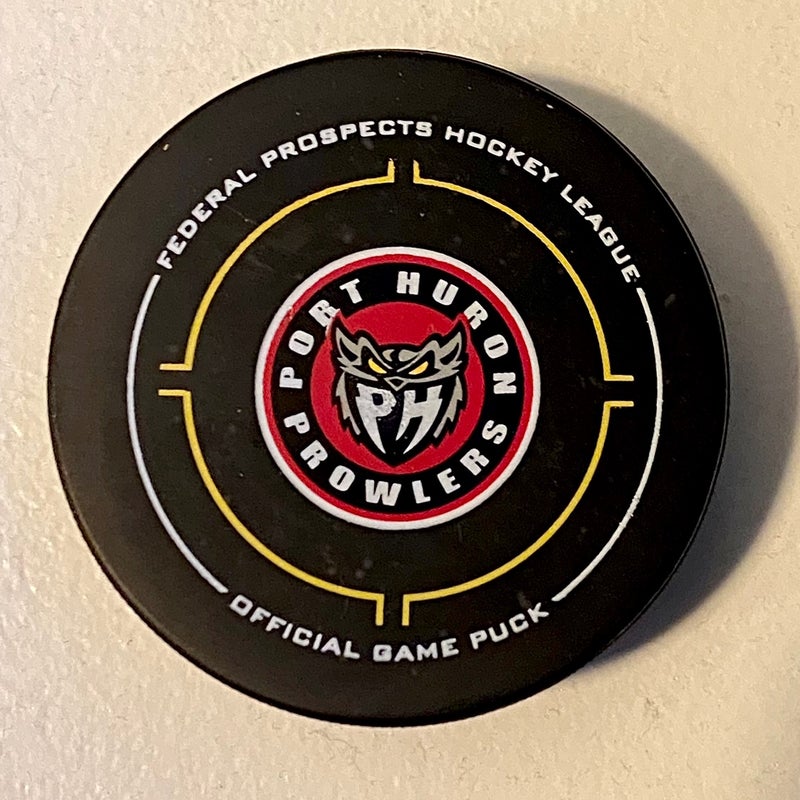 FEDERAL PROSPECTS HOCKEY LEAGUE
PORT HURON
PH
PROWLERS
OFFICIAL GAME PUCK